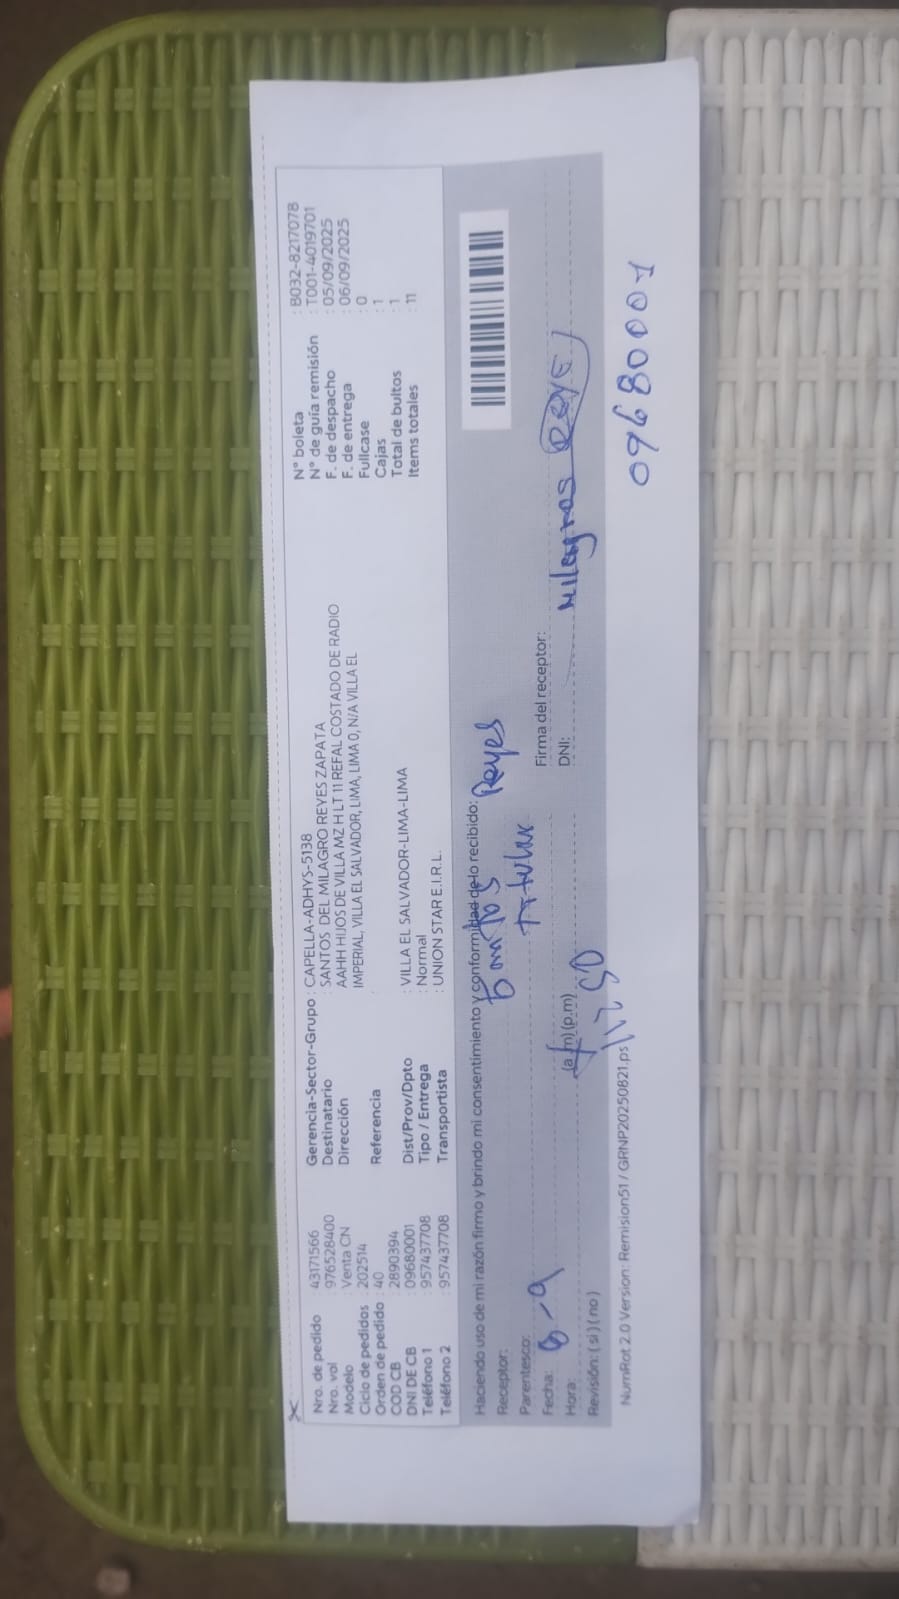 Nro. de pedido : 43171566
Nro. vol : 976528400
Modelo : Venta CN
Ciclo de pedidos : 202514
Orden de pedido : 40
COD CB : 2890394
DNI DE CB : 09680001
Teléfono 1 : 957437708
Teléfono 2 : 957437708
Gerencia-Sector-Grupo : CAPELLA-ADHYS-5138
Destinatario : SANTOS DEL MILAGRO REYES ZAPATA
Dirección : AAHH HIJOS DE VILLA MZ H LT 11 REFAL COSTADO DE RADIO
IMPERIAL, VILLA EL SALVADOR, LIMA, LIMA 0, N/A VILLA EL
Referencia :
Dist/Prov/Dpto : VILLA EL SALVADOR-LIMA-LIMA
Tipo / Entrega : Normal
Transportista : UNION STAR E.I.R.L.
N° boleta : B032-8217078
N° de guía remisión : T001-4019701
F. de despacho : 05/09/2025
F. de entrega : 06/09/2025
Fullcase : 0
Cajas : 1
Total de bultos : 1
Items totales : 11
Haciendo uso de mi razón firmo y brindo mi consentimiento y conformidad de lo recibido:
Receptor: Santos Reyes
Parentesco: Titular
Fecha: 8-9
Firma del receptor:
Hora: (a.m) (p.m) 12 50
DNI:
Milagros Reye
Revisión: ( si ) ( no )
NumRot 2.0 Version: Remision51 / GRNP20250821.ps
09680001